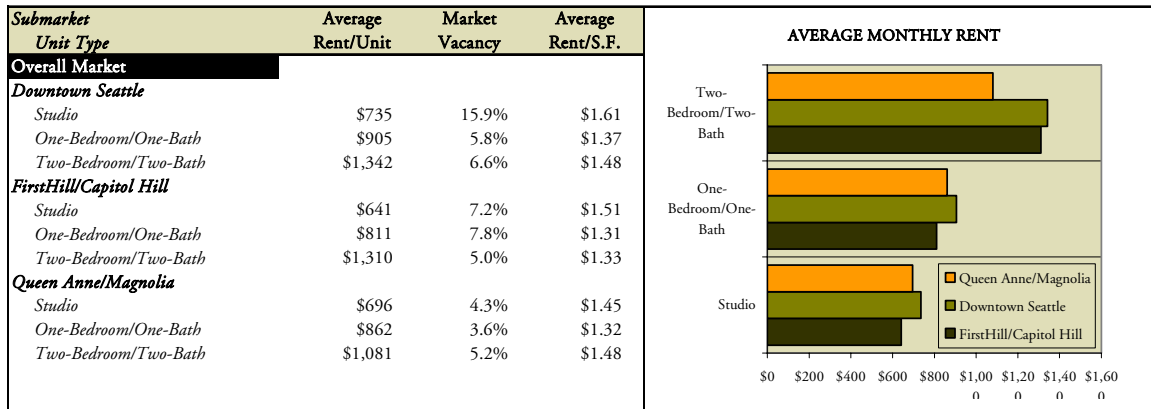 Submarket Average Market Average
Unit Type Rent/Unit Vacancy Rent/S.F.
Overall Market
Downtown Seattle
Studio $735 15.9% $1.61
One-Bedroom/One-Bath $905 5.8% $1.37
Two-Bedroom/Two-Bath $1,342 6.6% $1.48
FirstHill/Capitol Hill
Studio $641 7.2% $1.51
One-Bedroom/One-Bath $811 7.8% $1.31
Two-Bedroom/Two-Bath $1,310 5.0% $1.33
Queen Anne/Magnolia
Studio $696 4.3% $1.45
One-Bedroom/One-Bath $862 3.6% $1.32
Two-Bedroom/Two-Bath $1,081 5.2% $1.48
AVERAGE MONTHLY RENT
Two-
Bedroom/Two-
Bath
One-
Bedroom/One-
Bath
Studio
Queen Anne/Magnolia
Downtown Seattle
FirstHill/Capitol Hill
$0 $200 $400 $600 $800 $1,00 $1,20 $1,40 $1,60
0 0 0 0